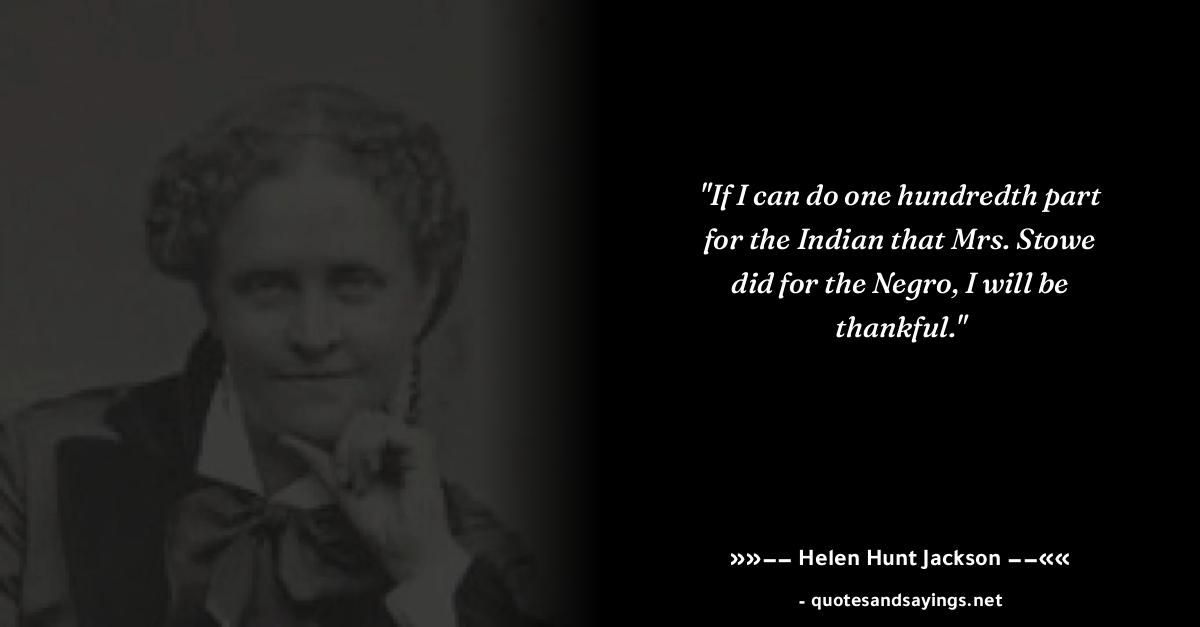 "If I can do one hundredth part
for the Indian that Mrs. Stowe
did for the Negro, I will be
thankful."
»»−− Helen Hunt Jackson −−««
- quotesandsayings.net